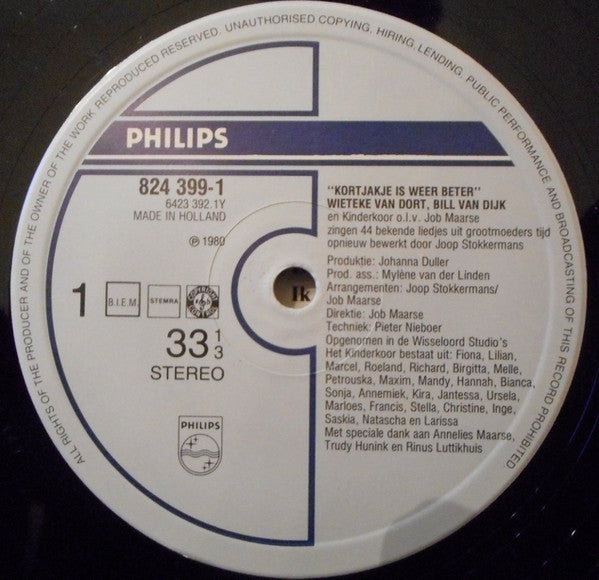 ALL RIGHTS OF THE PRODUCER AND OF THE OWNER OF THE WORK REPRODUCED RESERVED. UNAUTHORISED COPYING, HIRING, LENDING, PUBLIC PERFORMANCE AND BROADCASTING OF THIS RECORD PROHIBITED.
PHILIPS
824 399-1
6423 392.1Y
MADE IN HOLLAND
℗ 1980
1
B.I.E.M.
STEMRA
COPYRIGHT
CONTROL
33 1/3
STEREO
PHILIPS
lk
"KORTJAKJE IS WEER BETER"
WIETEKE VAN DORT, BILL VAN DIJK
en Kinderkoor o.l.v. Job Maarse
zingen 44 bekende liedjes uit grootmoeders tijd
opnieuw bewerkt door Joop Stokkermans
Produktie: Johanna Duller
Prod. ass.: Mylène van der Linden
Arrangementen: Joop Stokkermans/
Job Maarse
Direktie: Job Maarse
Techniek: Pieter Nieboer
Opgenomen in de Wisseloord Studio's
Het Kinderkoor bestaat uit: Fiona, Lilian,
Marcel, Roeland, Richard, Birgitta, Melle,
Petrouska, Maxim, Mandy, Hannah, Bianca,
Sonja, Annemiek, Kira, Jantessa, Ursela,
Marloes, Francis, Stella, Christine, Inge,
Saskia, Natascha en Larissa
Met speciale dank aan Annelies Maarse,
Trudy Hunink en Rinus Luttikhuis